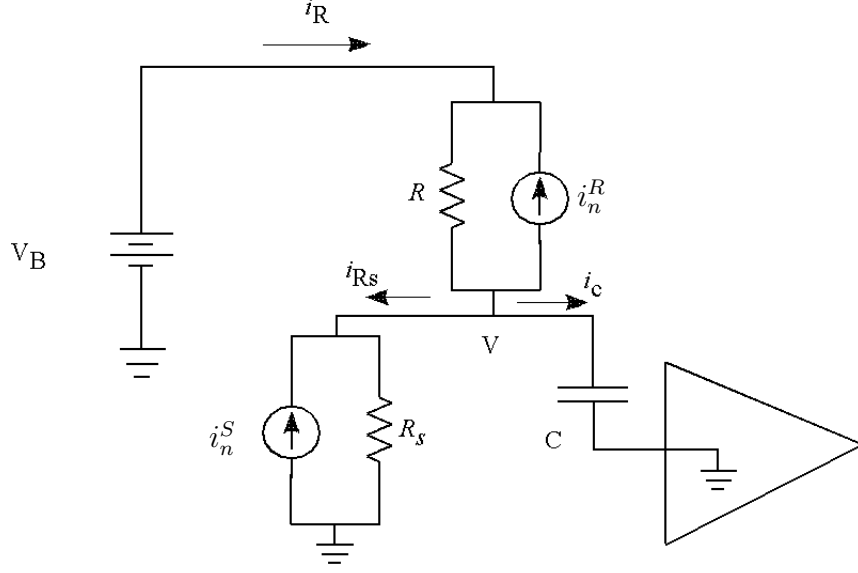 i_R
R
i_n^R
V_B
i_Rs
i_c
V
i_n^S
R_s
C